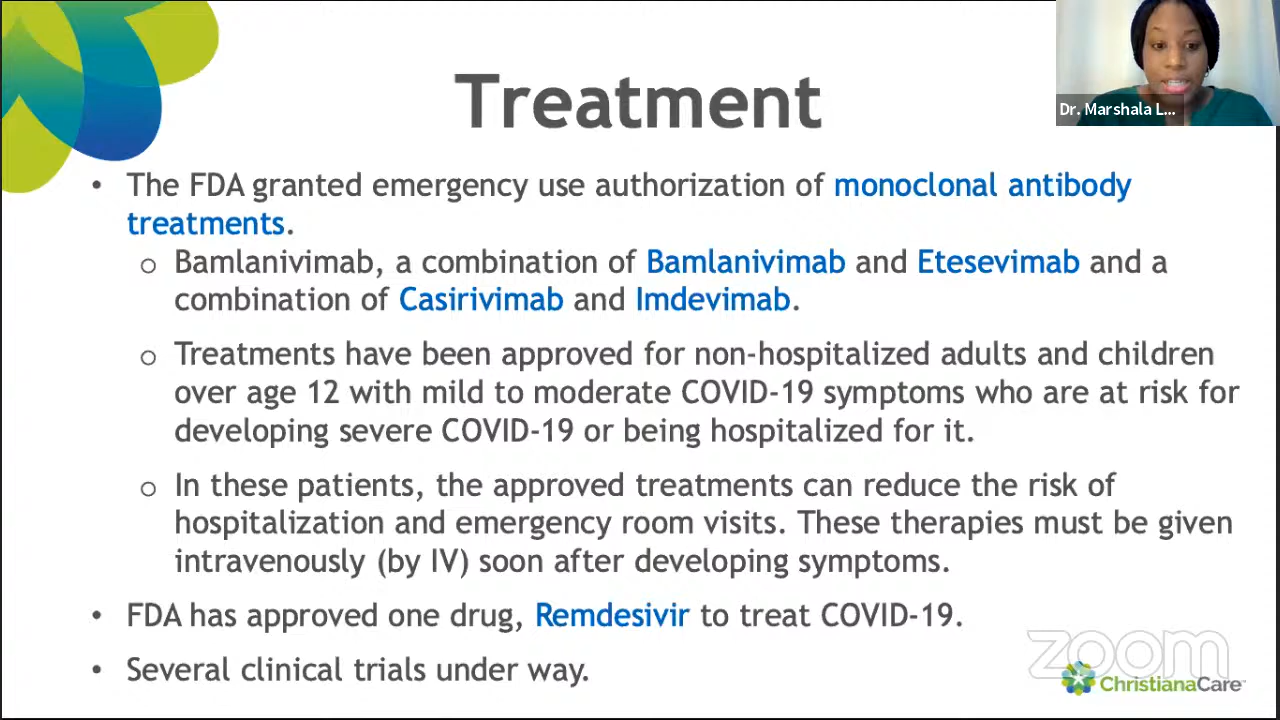 Treatment
Dr. Marshala L...
• The FDA granted emergency use authorization of monoclonal antibody
treatments.
o Bamlanivimab, a combination of Bamlanivimab and Etesevimab and a
combination of Casirivimab and Imdevimab.
o Treatments have been approved for non-hospitalized adults and children
over age 12 with mild to moderate COVID-19 symptoms who are at risk for
developing severe COVID-19 or being hospitalized for it.
o In these patients, the approved treatments can reduce the risk of
hospitalization and emergency room visits. These therapies must be given
intravenously (by IV) soon after developing symptoms.
• FDA has approved one drug, Remdesivir to treat COVID-19.
• Several clinical trials under way.
zoom
ChristianaCare™